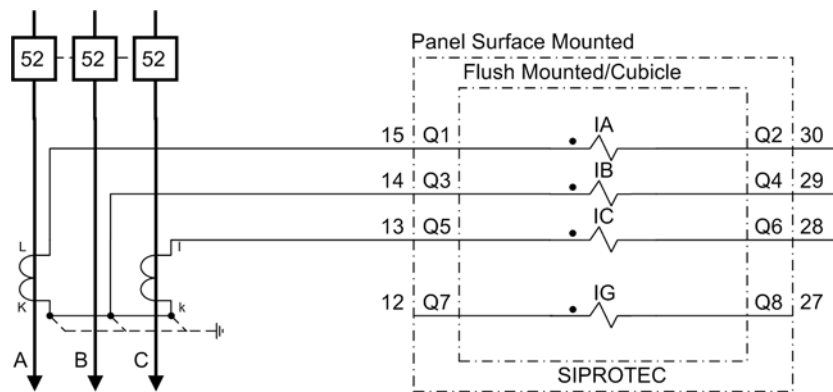 52 52 52
Panel Surface Mounted
Flush Mounted/Cubicle
IA
15 Q1 Q2 30
IB
14 Q3 Q4 29
IC
13 Q5 Q6 28
L l
K k
IG
12 Q7 Q8 27
A B C
SIPROTEC